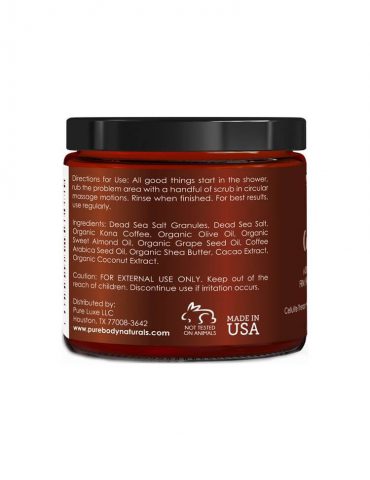 Directions for Use: All good things start in the shower,
rub the problem area with a handful of scrub in circular
massage motions. Rinse when finished. For best results,
use regularly.
Ingredients: Dead Sea Salt Granules, Dead Sea Salt,
Organic Kona Coffee, Organic Olive Oil, Organic
Sweet Almond Oil, Organic Grape Seed Oil, Coffee
Arabica Seed Oil, Organic Shea Butter, Cacao Extract,
Organic Coconut Extract.
Caution: FOR EXTERNAL USE ONLY. Keep out of the
reach of children. Discontinue use if irritation occurs.
Distributed by:
Pure Luxe LLC
Houston, TX 77008-3642
www.purebodynaturals.com
NOT TESTED
ON ANIMALS
MADE IN
USA